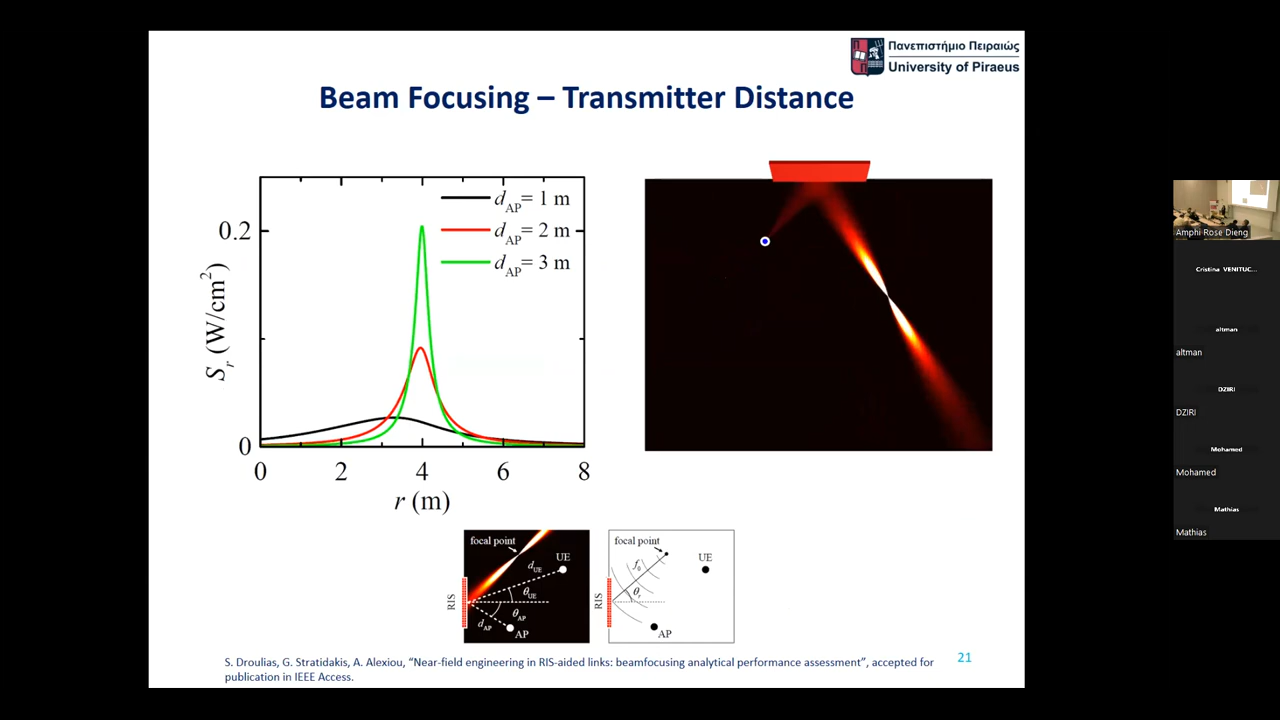 Πανεπιστήμιο Πειραιώς
University of Piraeus
Beam Focusing – Transmitter Distance
d_AP = 1 m
d_AP = 2 m
d_AP = 3 m
0.2
0
S_r (W/cm²)
0 2 4 6 8
r (m)
focal point
UE
d_UE
θ_UE
θ_AP
d_AP
AP
RIS
focal point
UE
f_0
θ_r
AP
RIS
S. Droulias, G. Stratidakis, A. Alexiou, “Near-field engineering in RIS-aided links: beamfocusing analytical performance assessment”, accepted for
publication in IEEE Access.
21
Amphi Rose Dieng
Cristina VENITUC...
altman
altman
DZIRI
DZIRI
Mohamed
Mohamed
Mathias
Mathias